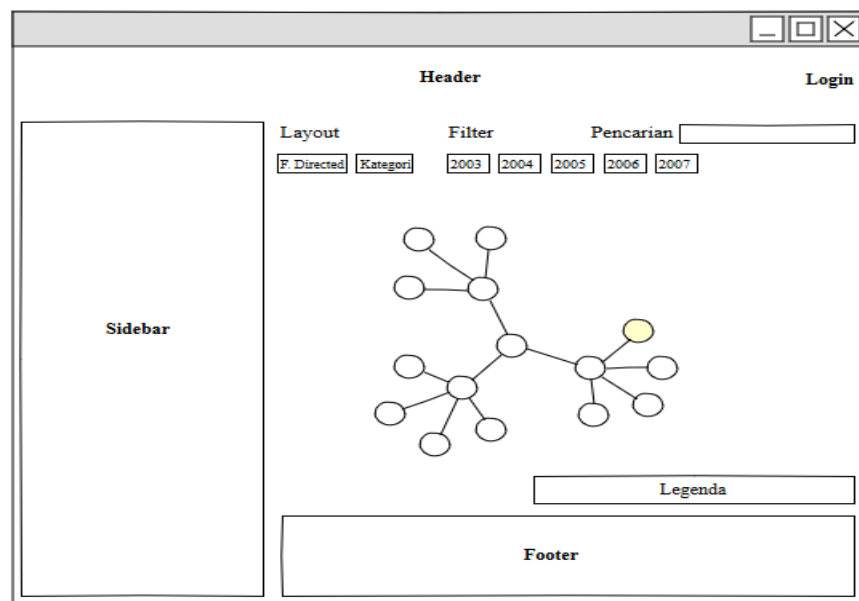 Header
Login
Layout Filter Pencarian
F. Directed Kategori 2003 2004 2005 2006 2007
Sidebar
Legenda
Footer